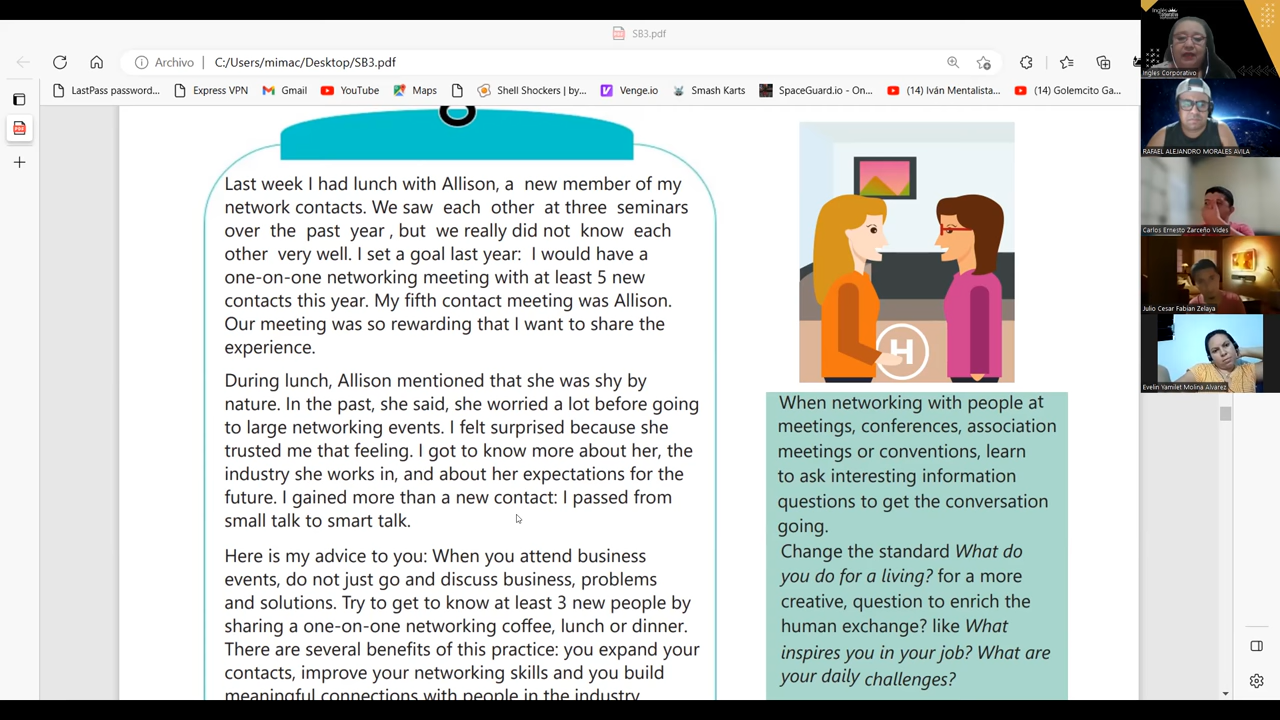 SB3.pdf
Archivo
C:/Users/mimac/Desktop/SB3.pdf
LastPass password...
Express VPN
Gmail
YouTube
Maps
Shell Shockers | by...
Venge.io
Smash Karts
SpaceGuard.io - On...
(14) Iván Mentalista...
(14) Golemcito Ga...
Last week I had lunch with Allison, a new member of my
network contacts. We saw each other at three seminars
over the past year , but we really did not know each
other very well. I set a goal last year: I would have a
one-on-one networking meeting with at least 5 new
contacts this year. My fifth contact meeting was Allison.
Our meeting was so rewarding that I want to share the
experience.
During lunch, Allison mentioned that she was shy by
nature. In the past, she said, she worried a lot before going
to large networking events. I felt surprised because she
trusted me that feeling. I got to know more about her, the
industry she works in, and about her expectations for the
future. I gained more than a new contact: I passed from
small talk to smart talk.
Here is my advice to you: When you attend business
events, do not just go and discuss business, problems
and solutions. Try to get to know at least 3 new people by
sharing a one-on-one networking coffee, lunch or dinner.
There are several benefits of this practice: you expand your
contacts, improve your networking skills and you build
meaningful connections with people in the industry
H
When networking with people at
meetings, conferences, association
meetings or conventions, learn
to ask interesting information
questions to get the conversation
going.
Change the standard What do
you do for a living? for a more
creative, question to enrich the
human exchange? like What
inspires you in your job? What are
your daily challenges?
Inglés
Ingles Corporativo
RAFAEL ALEJANDRO MORALES AVILA
Carlos Ernesto Zarceño Vides
Julio Cesar Fabian Zelaya
Evelin Yamilet Molina Alvarez